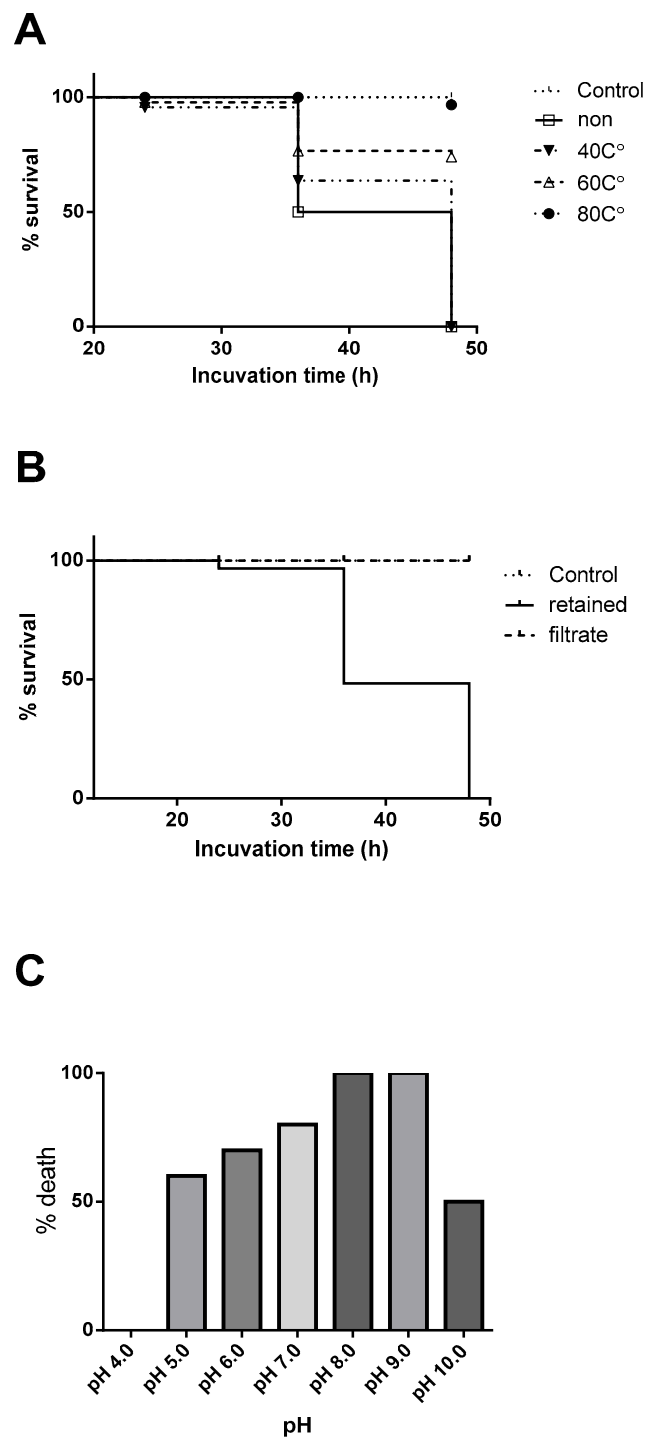 A
100
50
0
20
30
40
50
% survival
Incuvation time (h)
Control
non
40C°
60C°
80C°
B
100
50
0
20
30
40
50
% survival
Incuvation time (h)
Control
retained
filtrate
C
100
50
0
% death
pH 4.0
pH 5.0
pH 6.0
pH 7.0
pH 8.0
pH 9.0
pH 10.0
pH